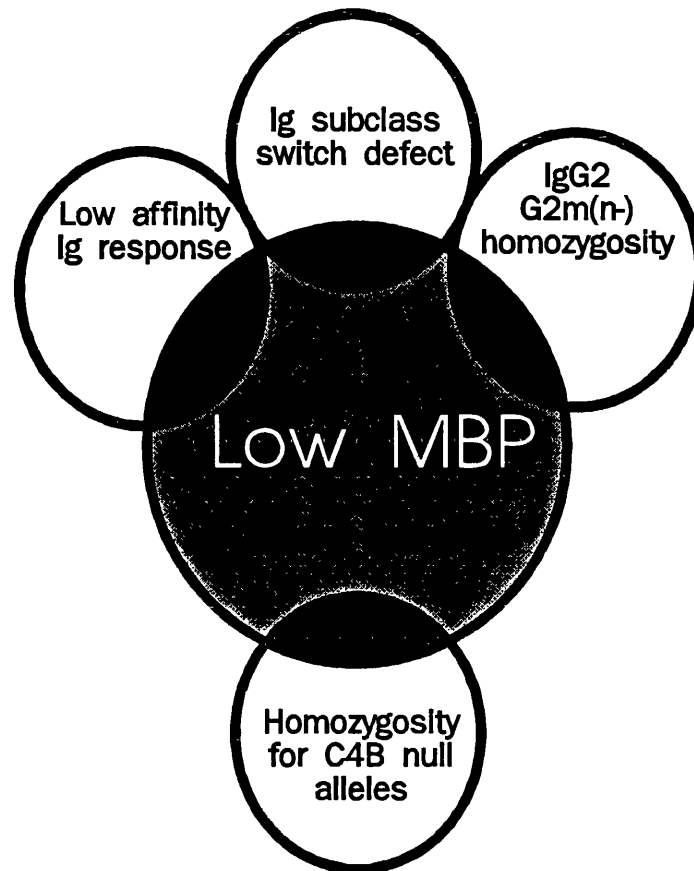 Ig subclass
switch defect
Low affinity
Ig response
IgG2
G2m(n-)
homozygosity
Low MBP
Homozygosity
for C4B null
alleles